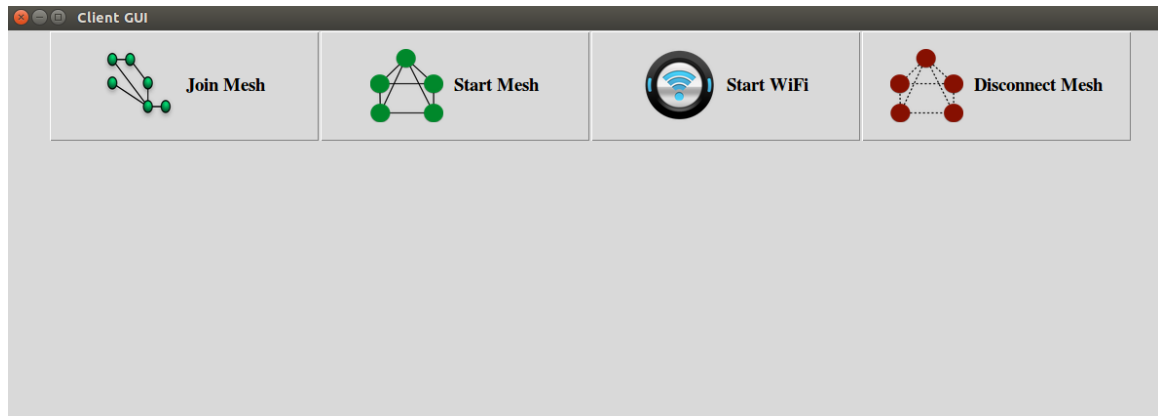 Client GUI
Join Mesh
Start Mesh
Start WiFi
Disconnect Mesh